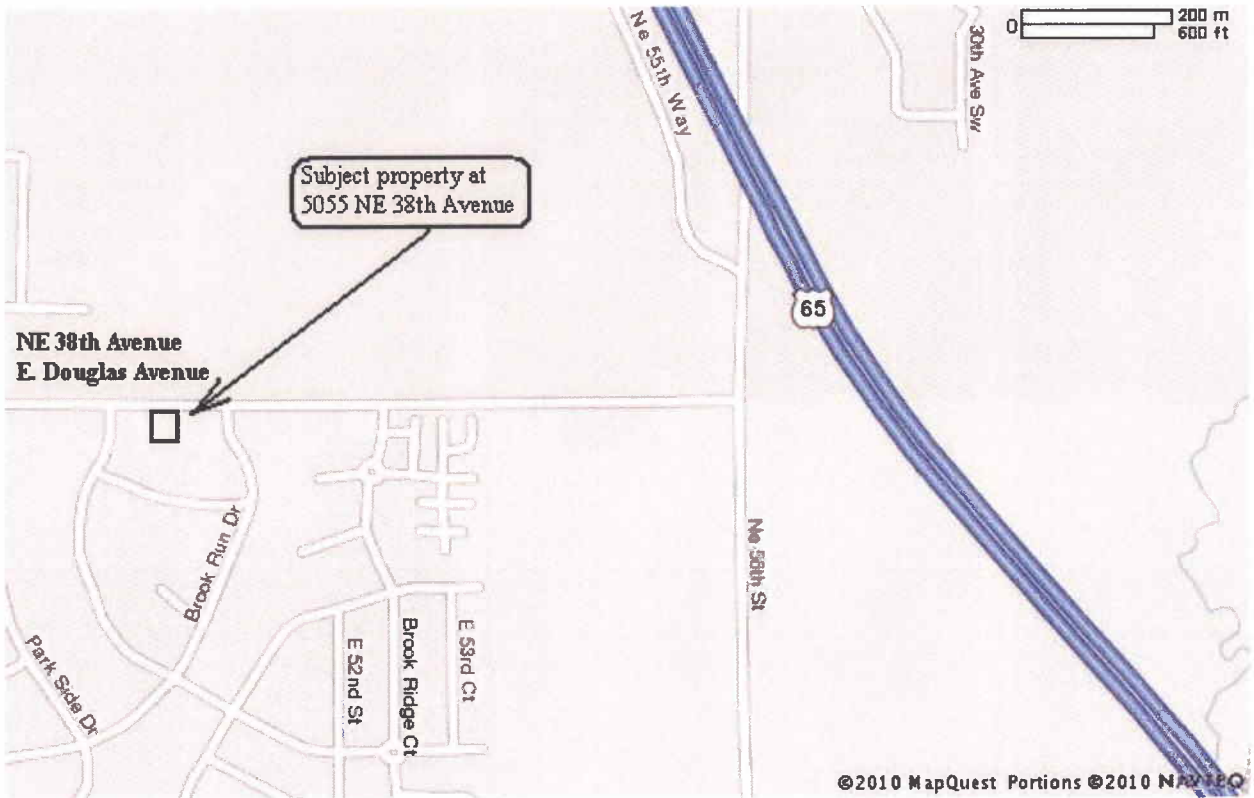 0
200 m
600 ft
Ne 55th Way
30th Ave Sw
Subject property at
5055 NE 38th Avenue
65
NE 38th Avenue
E. Douglas Avenue
Brook Run Dr
Ne 56th St
Park Side Dr
E 52nd St
Brook Ridge Ct
E 53rd Ct
©2010 MapQuest Portions ©2010 NAVTEQ